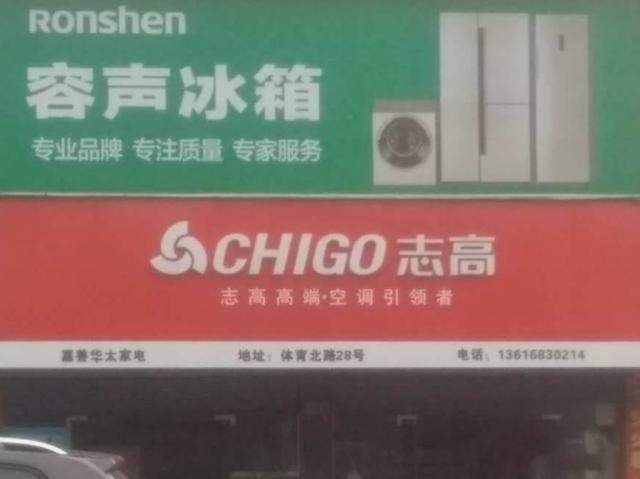 Ronshen
容声冰箱
专业品牌 专注质量 专家服务
CHIGO 志高
志高高端·空调引领者
嘉善华太家电 地址：体育北路28号 电话：13616830214